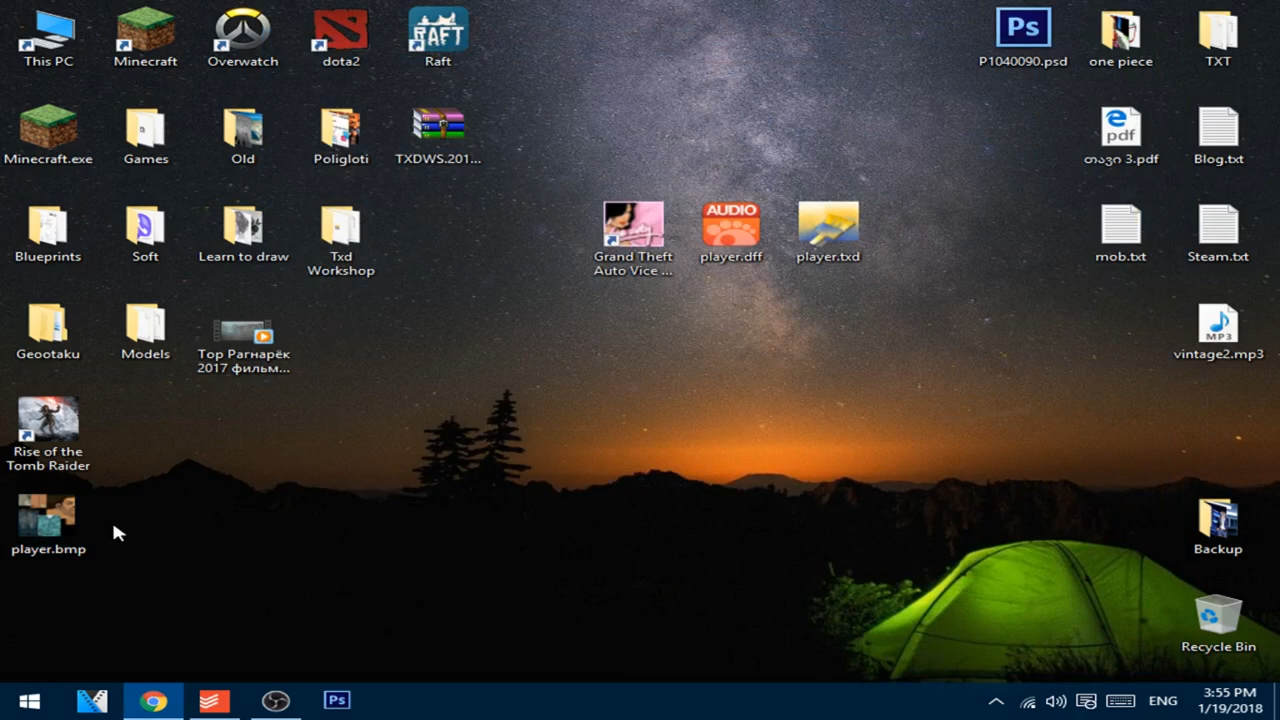 This PC
Minecraft
Overwatch
dota2
RAFT
Raft
Ps
P1040090.psd
one piece
TXT
Minecraft.exe
Games
Old
Poligloti
TXDWS.201...
pdf
თავი 3.pdf
Blog.txt
Blueprints
Soft
Learn to draw
Txd
Workshop
Grand Theft
Auto Vice ...
AUDIO
player.dff
player.txd
mob.txt
Steam.txt
Geootaku
Models
Тор Рагнарёк
2017 фильм...
MP3
vintage2.mp3
Rise of the
Tomb Raider
player.bmp
Backup
Recycle Bin
Ps
ENG
3:55 PM
1/19/2018